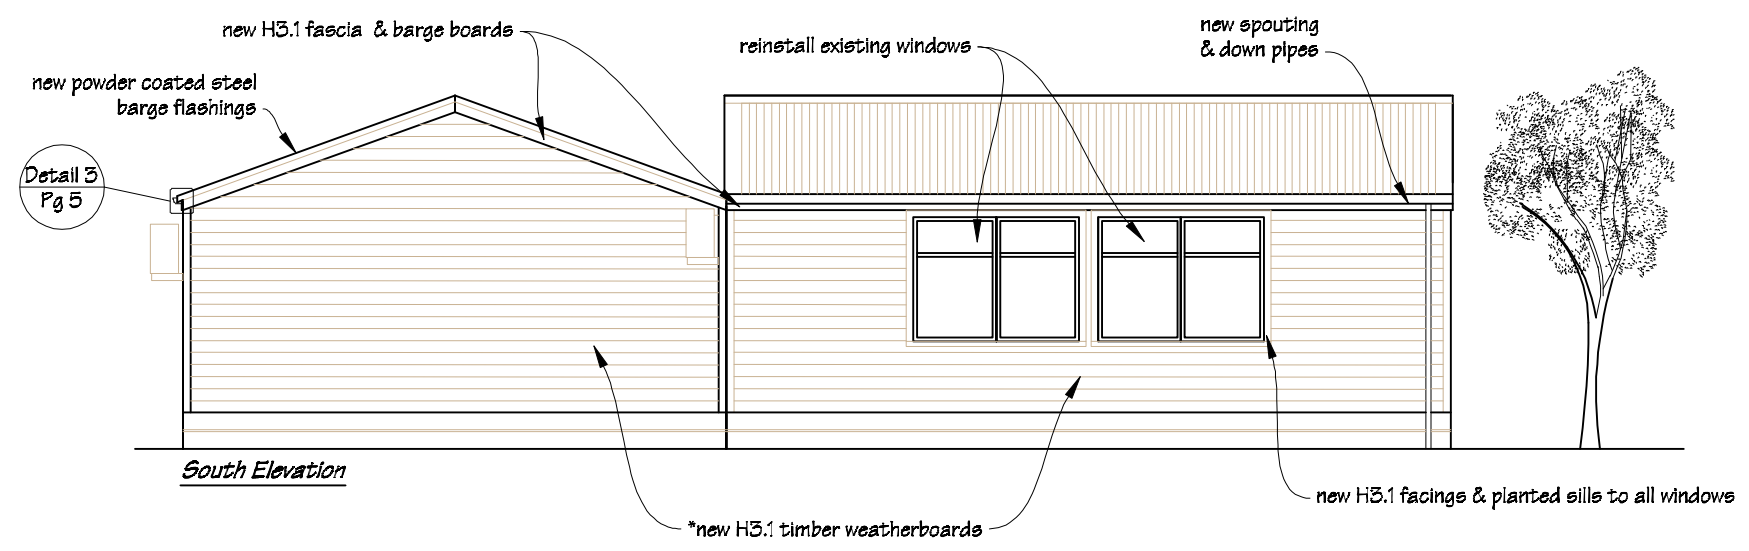 new H3.1 fascia & barge boards
reinstall existing windows
new spouting
& down pipes
new powder coated steel
barge flashings
Detail 3
Pg 5
South Elevation
new H3.1 facings & planted sills to all windows
*new H3.1 timber weatherboards